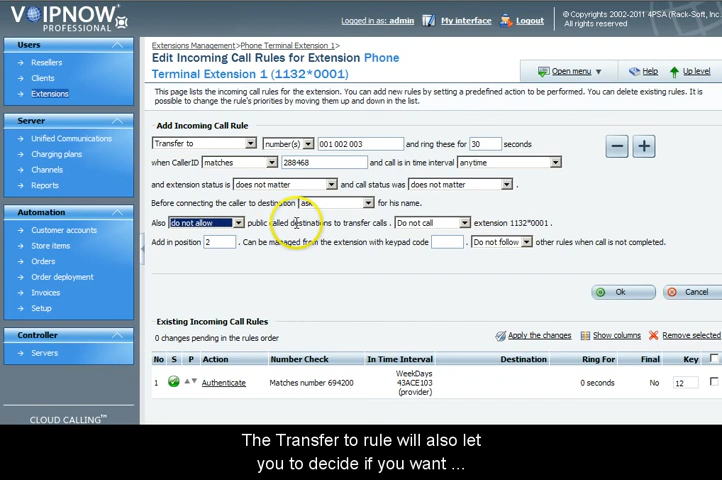 VOIPNOW
PROFESSIONAL
Logged in as: admin
My interface
Logout
© Copyrights 2002-2011 4PSA (Rack-Soft, Inc.)
All rights reserved.
Users
Resellers
Clients
Extensions
Server
Unified Communications
Charging plans
Channels
Reports
Automation
Customer accounts
Store items
Orders
Order deployment
Invoices
Setup
Controller
Servers
CLOUD CALLING™
Extensions Management>Phone Terminal Extension 1>
Edit Incoming Call Rules for Extension Phone
Terminal Extension 1 (1132*0001)
Open menu
Help
Up level
This page lists the incoming calls rules for the extension. You can add new rules by setting a predefined action to be performed. You can delete existing rules. It is
possible to change the rule's priorities by moving them up and down in the list.
Add Incoming Call Rule
Transfer to number(s) 001 002 003 and ring these for 30 seconds
when CallerID matches 288468 and call is in time interval anytime
and extension status is does not matter and call status was does not matter .
Before connecting the caller to destination ask for his name.
Also do not allow public called destinations to transfer calls . Do not call extension 1132*0001 .
Add in position 2 . Can be managed from the extension with keypad code . Do not follow other rules when call is not completed.
Ok
Cancel
Existing Incoming Call Rules
0 changes pending in the rules order
Apply the changes
Show columns
Remove selected
No S P Action Number Check In Time Interval Destination Ring For Final Key
1 Authenticate Matches number 694200 WeekDays 43ACE103 (provider) 0 seconds No 12
The Transfer to rule will also let
you to decide if you want ...